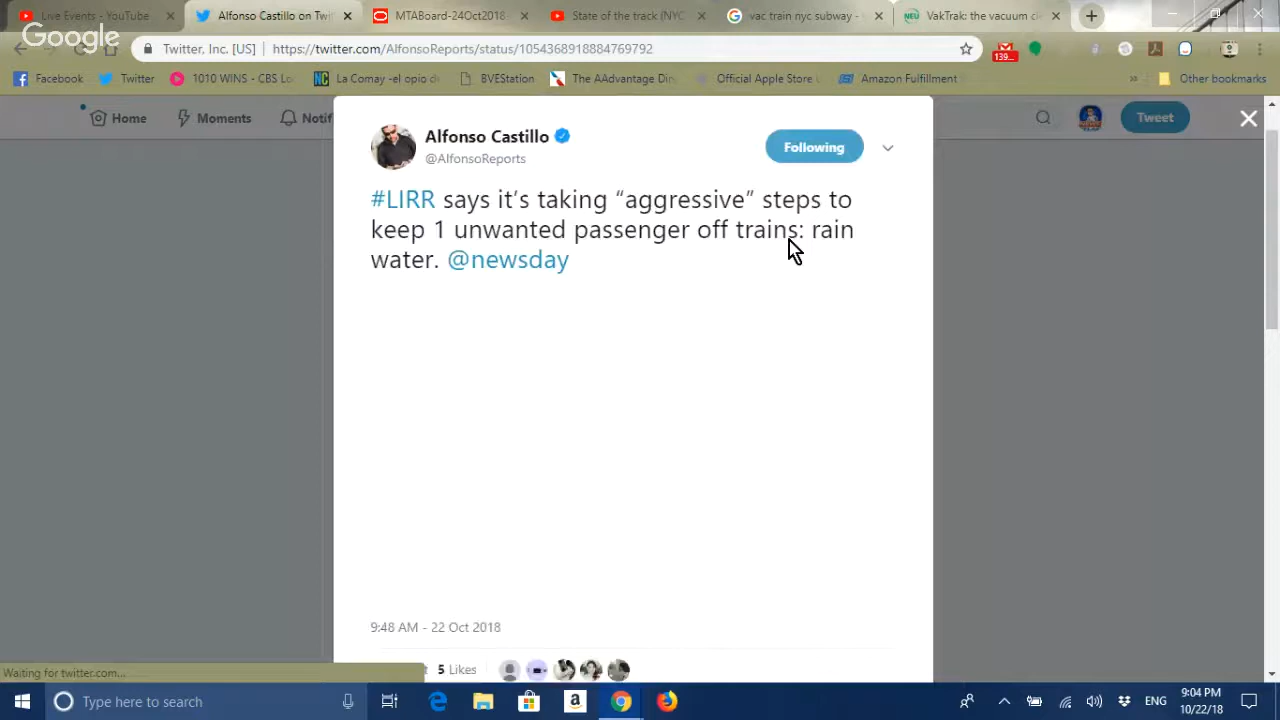 Live Events - YouTube
Alfonso Castillo on Twi
MTABoard-24Oct2018-
State of the track (NYC
vac train nyc subway -
VakTrak: the vacuum cl
Google
Twitter, Inc. [US] | https://twitter.com/AlfonsoReports/status/1054368918884769792
139...
Facebook
Twitter
1010 WINS - CBS Lo
La Comay -el opio d
BVEStation
The AAdvantage Di
Official Apple Store
Amazon Fulfillment
»
Other bookmarks
Home
Moments
Notif
Tweet
Alfonso Castillo
@AlfonsoReports
Following
#LIRR says it's taking “aggressive” steps to
keep 1 unwanted passenger off trains: rain
water. @newsday
9:48 AM - 22 Oct 2018
5 Likes
Waiting for twitter.com...
Type here to search
ENG
9:04 PM
10/22/18